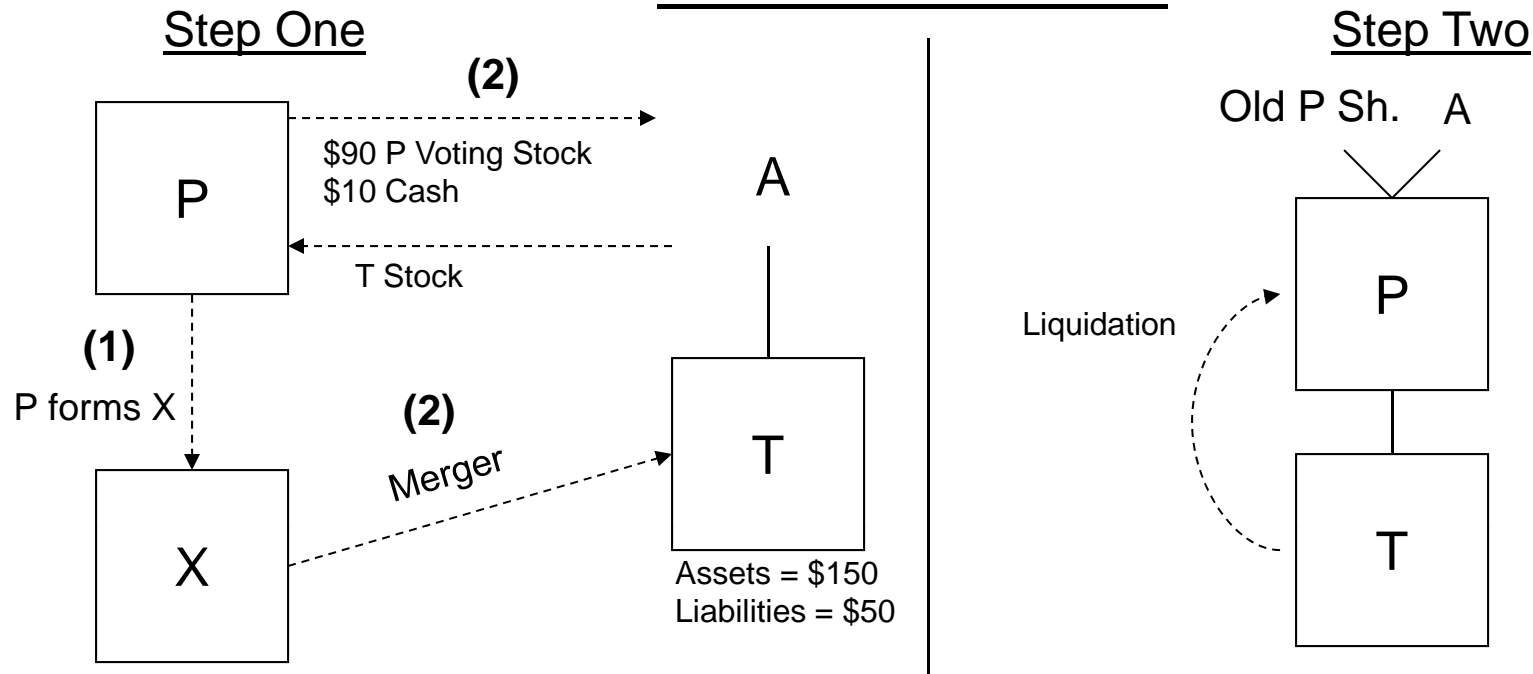 Step One
(2)
P
$90 P Voting Stock
$10 Cash
A
T Stock
(1)
P forms X
(2)
Merger
T
X
Assets = $150
Liabilities = $50
Step Two
Old P Sh. A
P
Liquidation
T